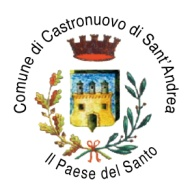 Comune di Castronuovo di Sant'Andrea
Il Paese del Santo